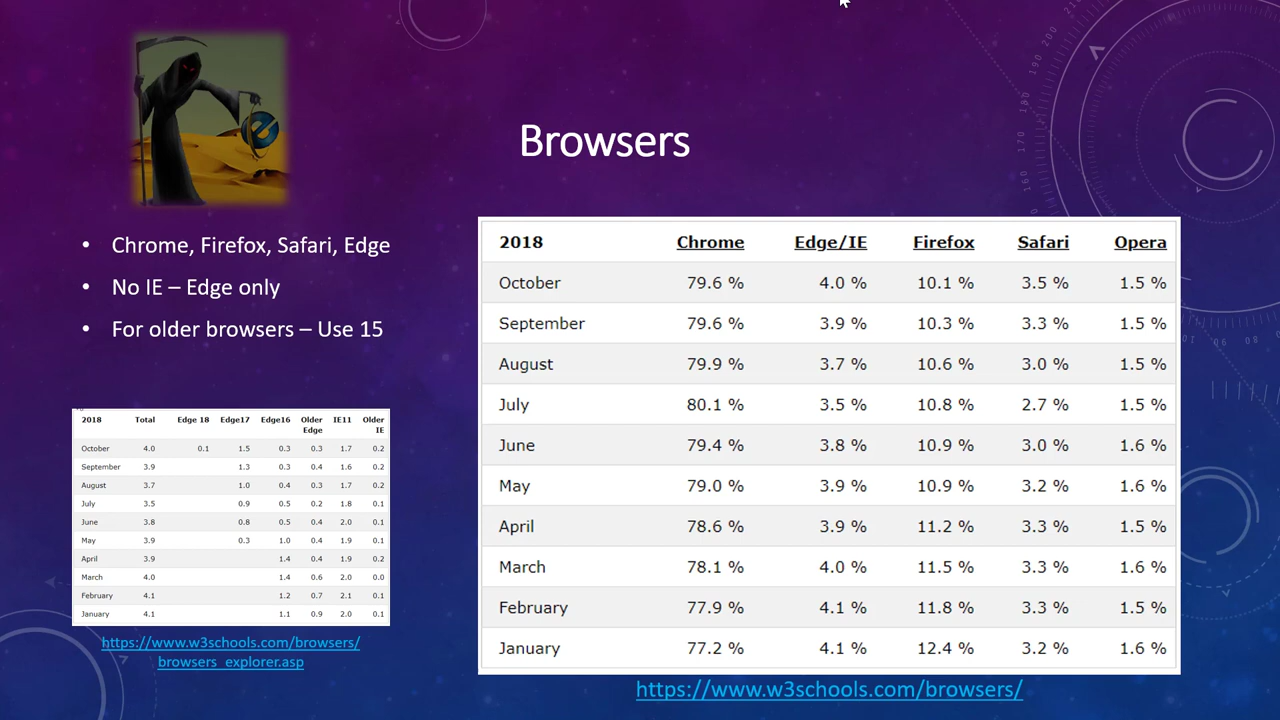 Browsers
• Chrome, Firefox, Safari, Edge
• No IE – Edge only
• For older browsers – Use 15
2018 Total Edge 18 Edge17 Edge16 Older Edge IE11 Older IE
October 4.0 0.1 1.5 0.3 0.3 1.7 0.2
September 3.9 1.3 0.3 0.4 1.6 0.2
August 3.7 1.0 0.4 0.3 1.7 0.2
July 3.5 0.9 0.5 0.2 1.8 0.1
June 3.8 0.8 0.5 0.4 2.0 0.1
May 3.9 0.3 1.0 0.4 1.9 0.1
April 3.9 1.4 0.4 1.9 0.2
March 4.0 1.4 0.6 2.0 0.0
February 4.1 1.2 0.7 2.1 0.1
January 4.1 1.1 0.9 2.0 0.1
https://www.w3schools.com/browsers/
browsers_explorer.asp
2018 Chrome Edge/IE Firefox Safari Opera
October 79.6 % 4.0 % 10.1 % 3.5 % 1.5 %
September 79.6 % 3.9 % 10.3 % 3.3 % 1.5 %
August 79.9 % 3.7 % 10.6 % 3.0 % 1.5 %
July 80.1 % 3.5 % 10.8 % 2.7 % 1.5 %
June 79.4 % 3.8 % 10.9 % 3.0 % 1.6 %
May 79.0 % 3.9 % 10.9 % 3.2 % 1.6 %
April 78.6 % 3.9 % 11.2 % 3.3 % 1.5 %
March 78.1 % 4.0 % 11.5 % 3.3 % 1.6 %
February 77.9 % 4.1 % 11.8 % 3.3 % 1.5 %
January 77.2 % 4.1 % 12.4 % 3.2 % 1.6 %
https://www.w3schools.com/browsers/